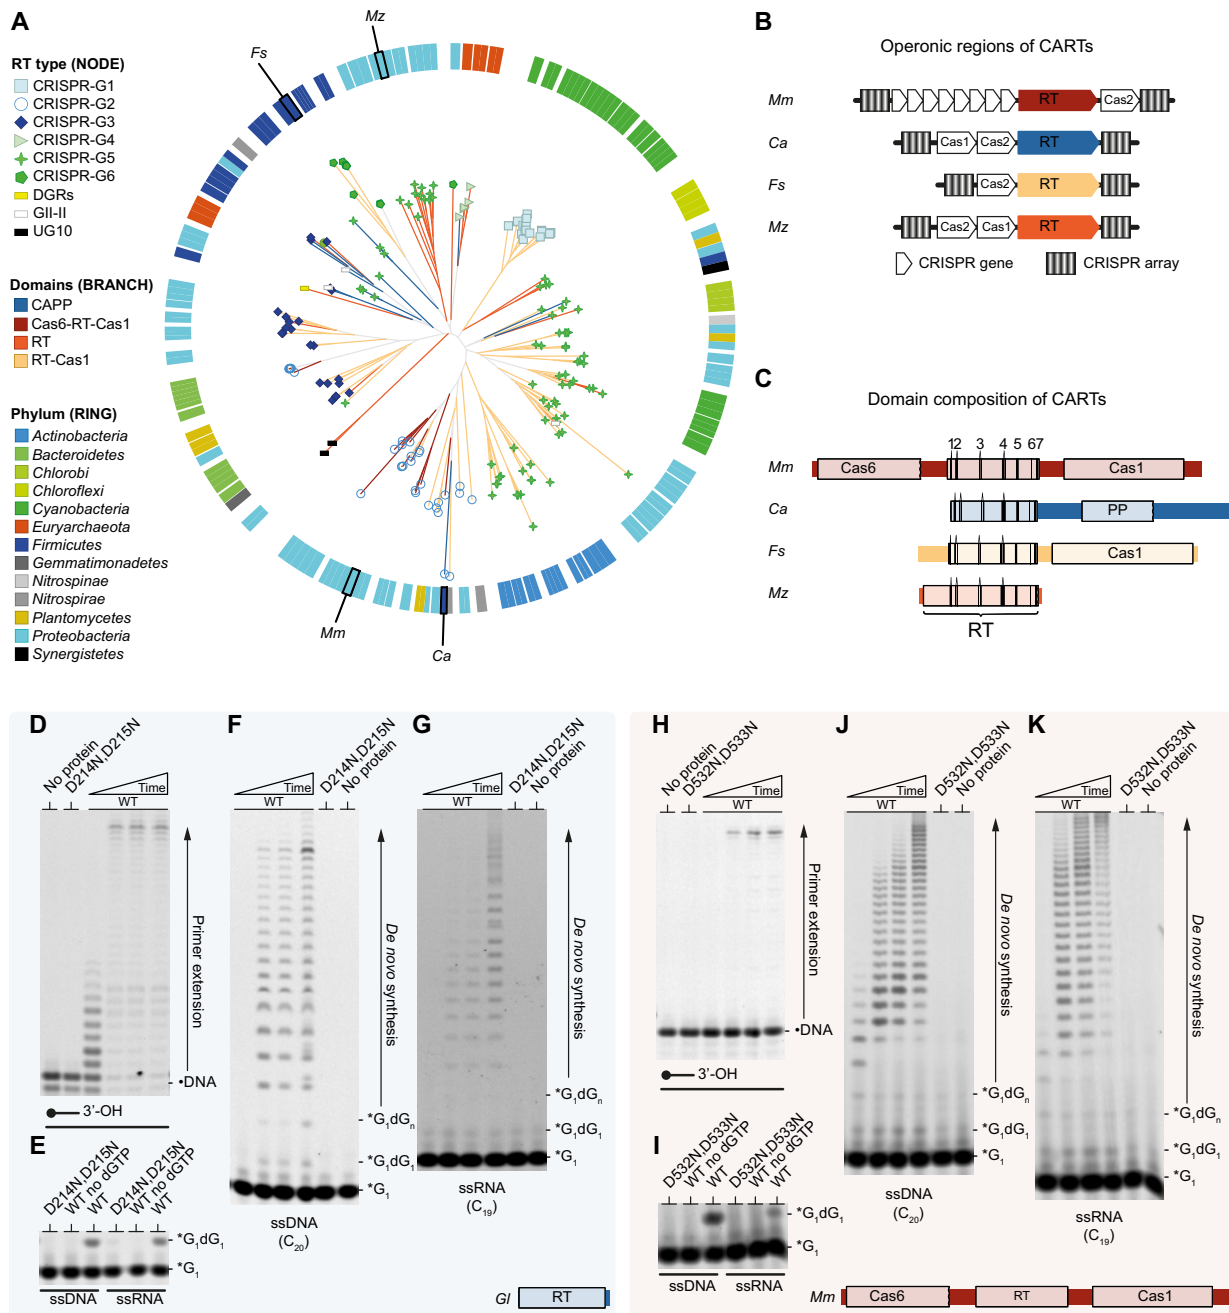 A
Mz
Fs
Mm
Ca
RT type (NODE)
CRISPR-G1
CRISPR-G2
CRISPR-G3
CRISPR-G4
CRISPR-G5
CRISPR-G6
DGRs
GII-II
UG10
Domains (BRANCH)
CAPP
Cas6-RT-Cas1
RT
RT-Cas1
Phylum (RING)
Actinobacteria
Bacteroidetes
Chlorobi
Chloroflexi
Cyanobacteria
Euryarchaeota
Firmicutes
Gemmatimonadetes
Nitrospinae
Nitrospirae
Plantomycetes
Proteobacteria
Synergistetes
B
Operonic regions of CARTs
Mm RT Cas2
Ca Cas1 Cas2 RT
Fs Cas2 RT
Mz Cas2 Cas1 RT
CRISPR gene CRISPR array
C
Domain composition of CARTs
1 2 3 4 5 6 7
Mm Cas6 Cas1
Ca PP
Fs Cas1
Mz
RT
D
No protein
D214N,D215N
Time
WT
Primer extension
•DNA
3'-OH
E
D214N,D215N
WT no dGTP
WT
D214N,D215N
WT no dGTP
WT
*G1dG1
*G1
ssDNA ssRNA
F
Time
WT
D214N,D215N
No protein
De novo synthesis
*G1dGn
*G1dG1
*G1
ssDNA
(C20)
G
Time
WT
D214N,D215N
No protein
De novo synthesis
*G1dGn
*G1dG1
*G1
ssRNA
(C19)
Gl RT
H
No protein
D532N,D533N
Time
WT
Primer extension
•DNA
3'-OH
I
D532N,D533N
WT no dGTP
WT
D532N,D533N
WT no dGTP
WT
*G1dG1
*G1
ssDNA ssRNA
J
Time
WT
D532N,D533N
No protein
De novo synthesis
*G1dGn
*G1dG1
*G1
ssDNA
(C20)
K
Time
WT
D532N,D533N
No protein
De novo synthesis
*G1dGn
*G1dG1
*G1
ssRNA
(C19)
Mm Cas6 RT Cas1